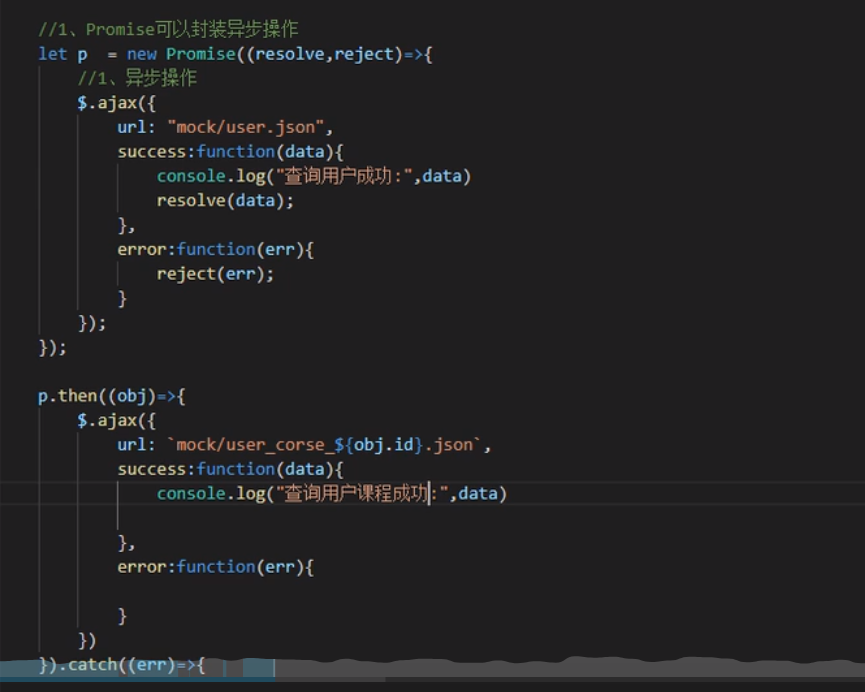 //1、Promise可以封装异步操作
let p  = new Promise((resolve,reject)=>{
    //1、异步操作
    $.ajax({
        url: "mock/user.json",
        success:function(data){
            console.log("查询用户成功:",data)
            resolve(data);
        },
        error:function(err){
            reject(err);
        }
    });
});
p.then((obj)=>{
    $.ajax({
        url: `mock/user_corse_${obj.id}.json`,
        success:function(data){
            console.log("查询用户课程成功:",data)
        },
        error:function(err){
        }
    })
}).catch((err)=>{